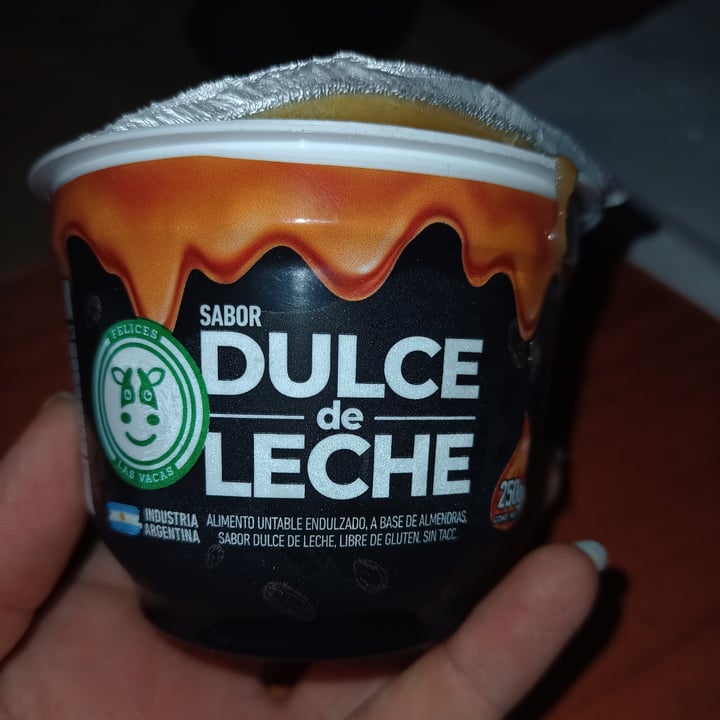 SABOR
DULCE
de
LECHE
FELICES
LAS VACAS
INDUSTRIA
ARGENTINA
ALIMENTO UNTABLE ENDULZADO, A BASE DE ALMENDRAS,
SABOR DULCE DE LECHE, LIBRE DE GLUTEN. SIN TACC.
250g